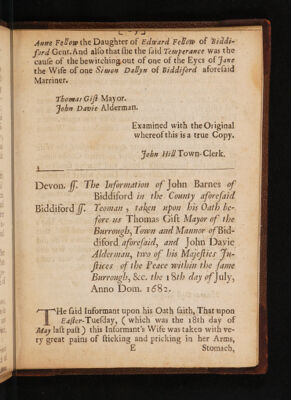 Anne Fellow the Daughter of Edward Fellow of Biddi-
ford Gent. And also that she the said Temperance was the
cause of the bewitching out of one of the Eyes of Jane
the Wife of one Simon Dallyn of Biddiford aforesaid
Marriner.
Thomas Gist Mayor.
John Davie Alderman.
Examined with the Original
whereof this is a true Copy.
John Hill Town-Clerk.
Devon. ss. The Information of John Barnes of
Biddiford in the County aforesaid
Biddiford ss. Yeoman, taken upon his Oath be-
fore us Thomas Gist Mayor of the
Burrough, Town and Mannor of Bid-
diford aforesaid, and John Davie
Alderman, two of his Majesties Ju-
stices of the Peace within the same
Burrough, &c. the 18th day of July,
Anno Dom. 1682.
THe said Informant upon his Oath saith, That upon
Easter-Tuesday, (which was the 18th day of
May last past) this Informant's Wife was taken with ve-
ry great pains of sticking and pricking in her Arms,
E Stomach,